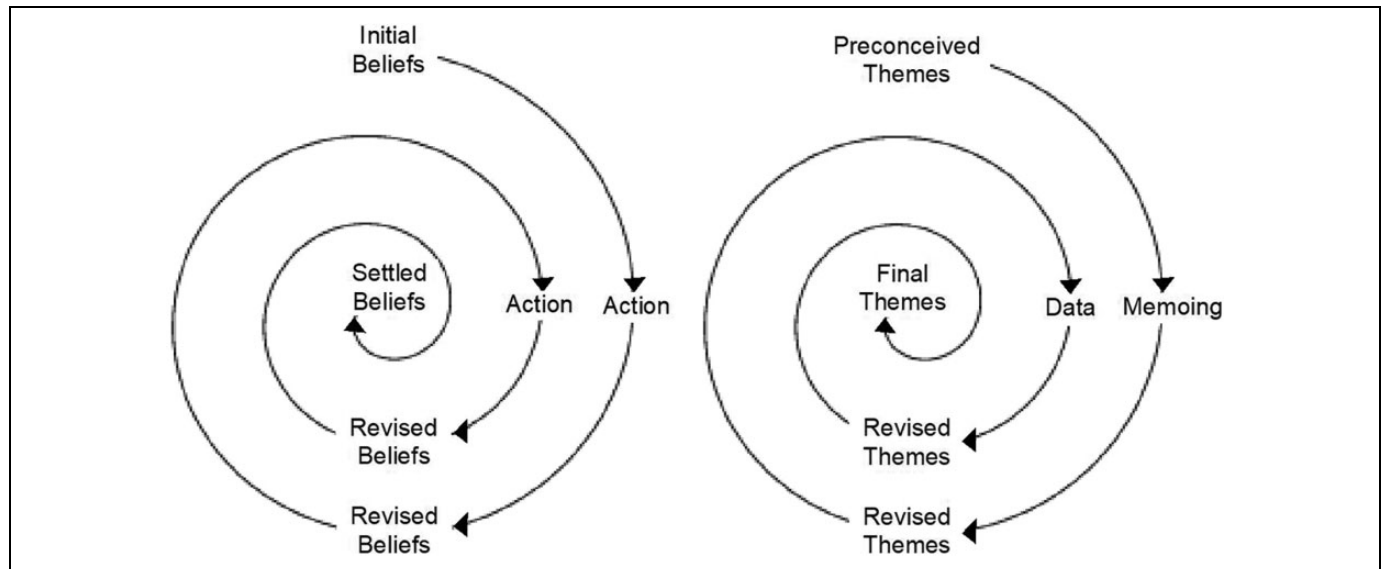 Initial
Beliefs
Settled
Beliefs
Action
Action
Revised
Beliefs
Revised
Beliefs
Preconceived
Themes
Final
Themes
Data
Memoing
Revised
Themes
Revised
Themes